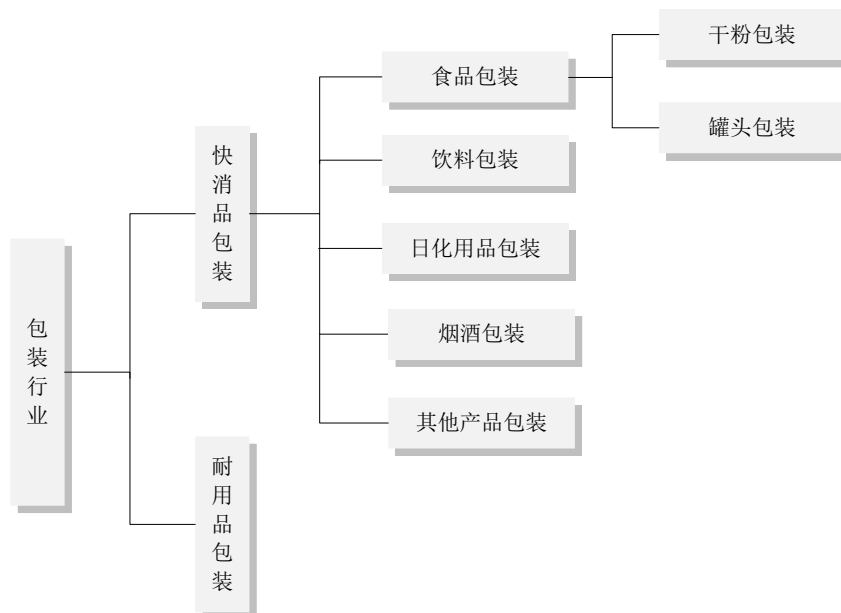 包装行业
快消品包装
食品包装
干粉包装
罐头包装
饮料包装
日化用品包装
烟酒包装
其他产品包装
耐用品包装